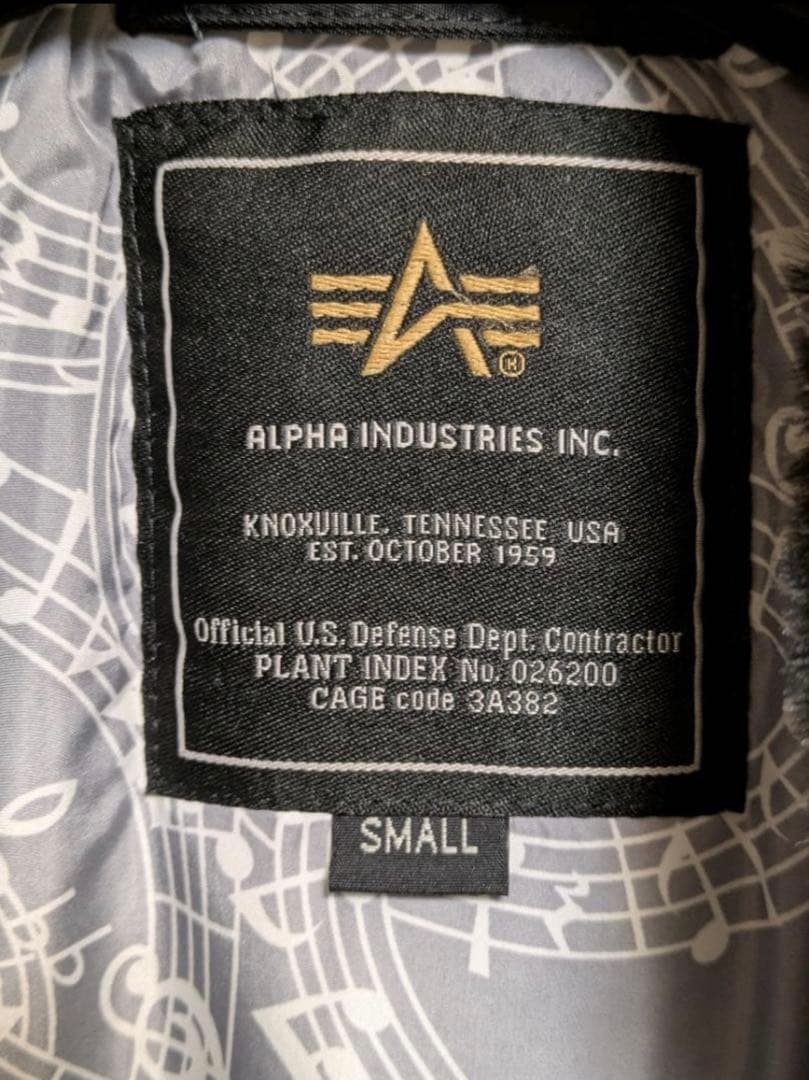 ALPHA INDUSTRIES INC.
KNOXVILLE, TENNESSEE USA
EST. OCTOBER 1959
Official U.S. Defense Dept. Contractor
PLANT INDEX No. 026200
CAGE code 3A382
SMALL